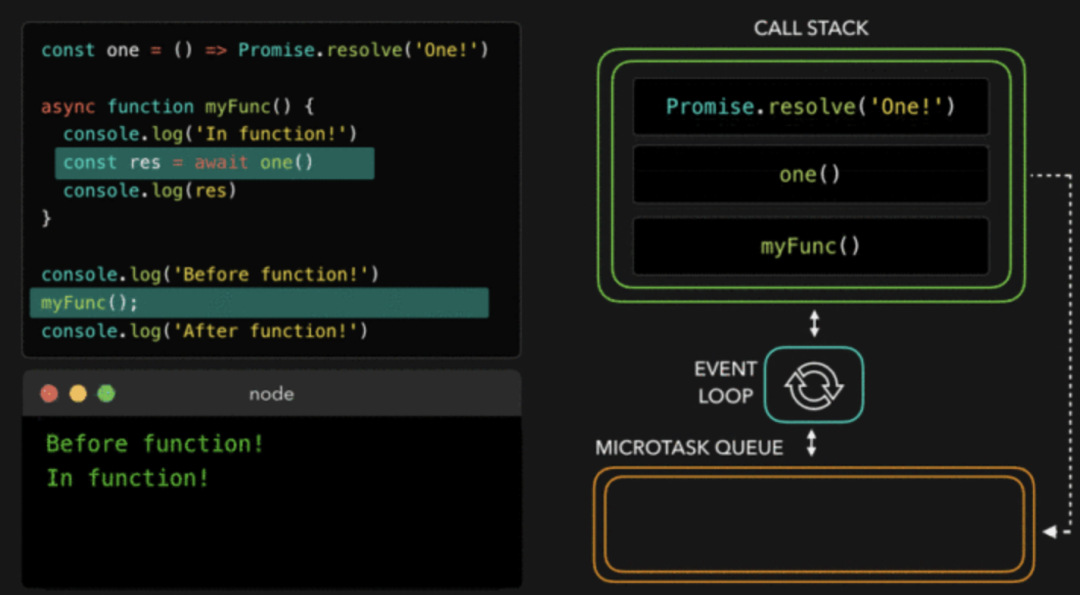 const one = () => Promise.resolve('One!')
async function myFunc() {
console.log('In function!')
const res = await one()
console.log(res)
}
console.log('Before function!')
myFunc();
console.log('After function!')
node
Before function!
In function!
CALL STACK
Promise.resolve('One!')
one()
myFunc()
EVENT
LOOP
MICROTASK QUEUE